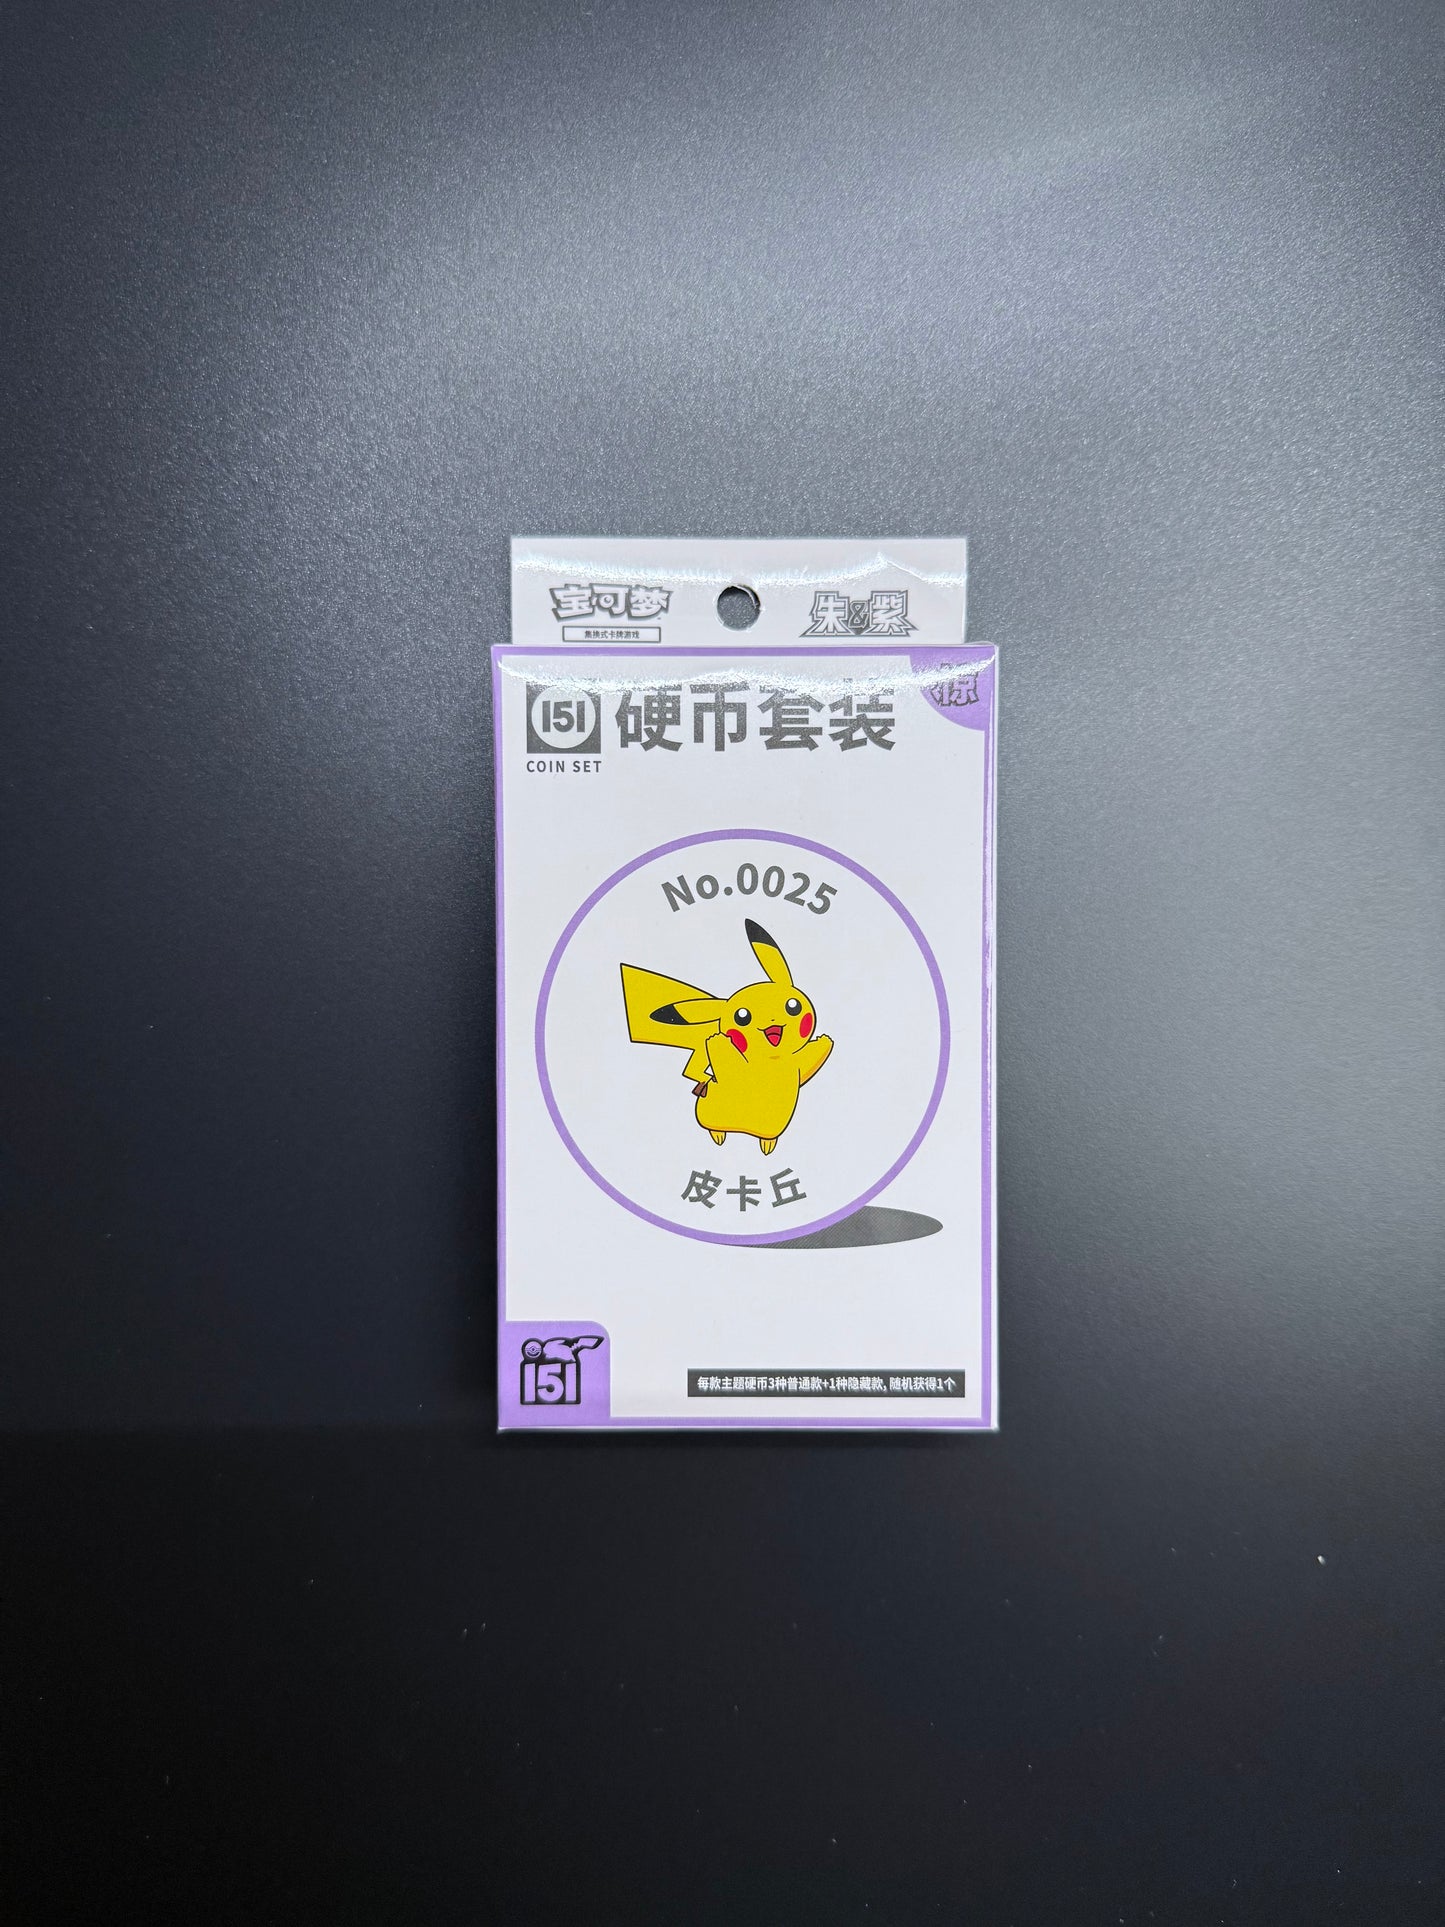 宝可梦
集换式卡牌游戏
朱&紫
惊
151 硬币套装
COIN SET
No.0025
皮卡丘
151
每款主题硬币3种普通款+1种隐藏款, 随机获得1个